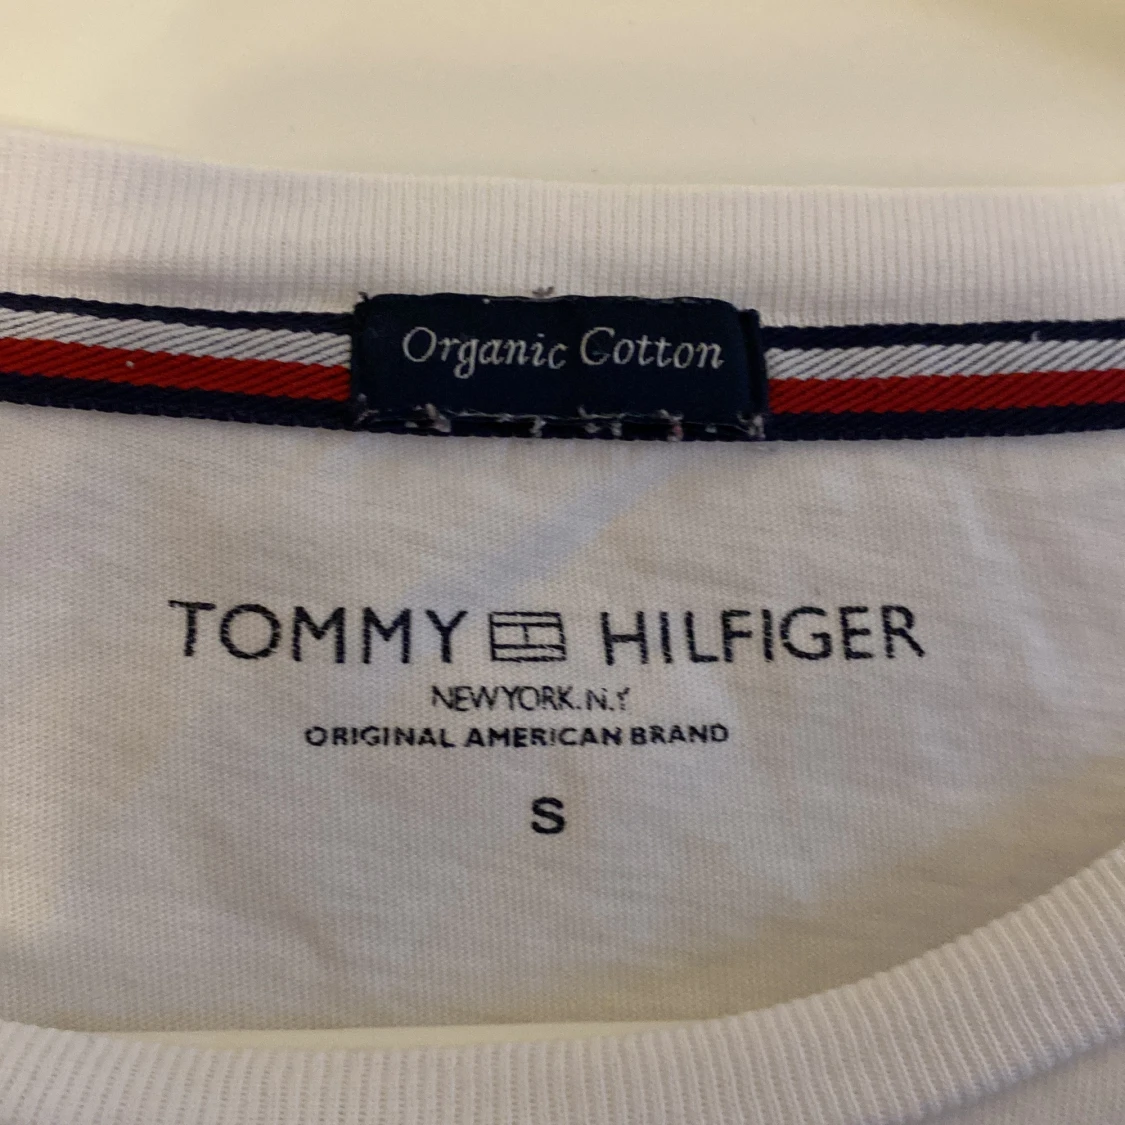 Organic Cotton
TOMMY HILFIGER
NEW YORK. N.Y
ORIGINAL AMERICAN BRAND
S